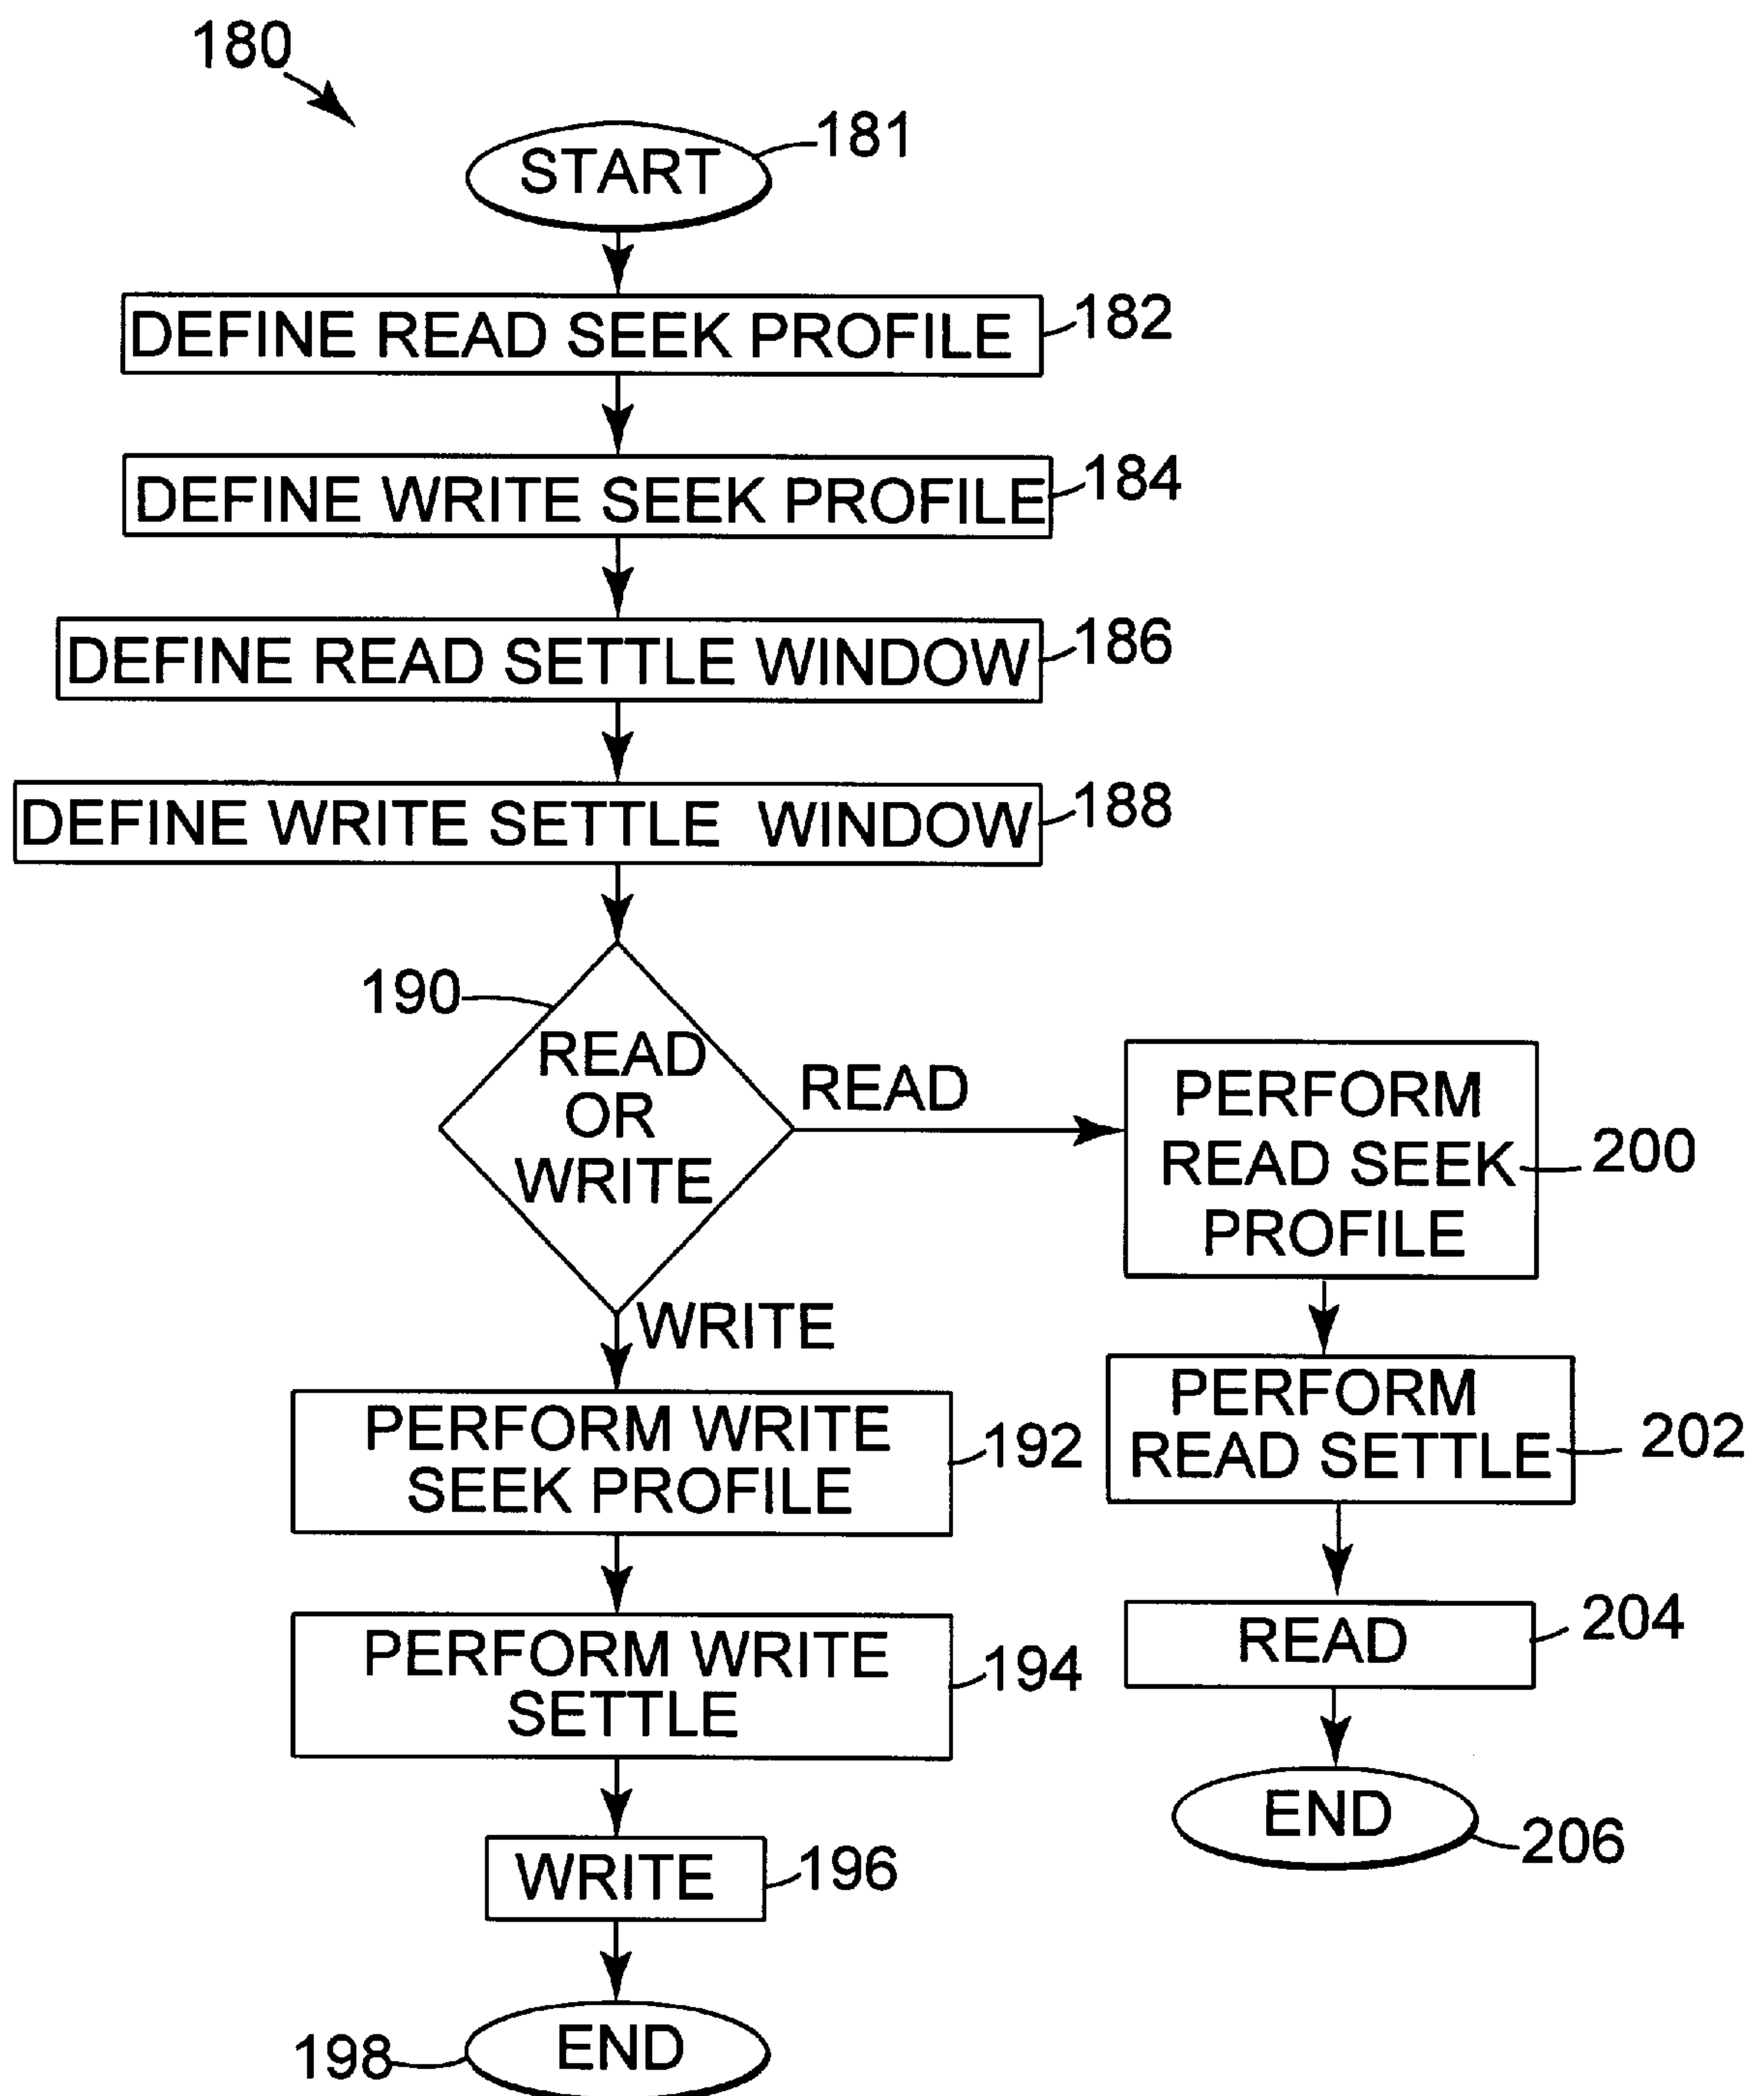 180
START
181
DEFINE READ SEEK PROFILE
182
DEFINE WRITE SEEK PROFILE
184
DEFINE READ SETTLE WINDOW
186
DEFINE WRITE SETTLE WINDOW
188
190
READ
OR
WRITE
READ
WRITE
PERFORM
READ SEEK
PROFILE
200
PERFORM
READ SETTLE
202
READ
204
END
206
PERFORM WRITE
SEEK PROFILE
192
PERFORM WRITE
SETTLE
194
WRITE
196
END
198